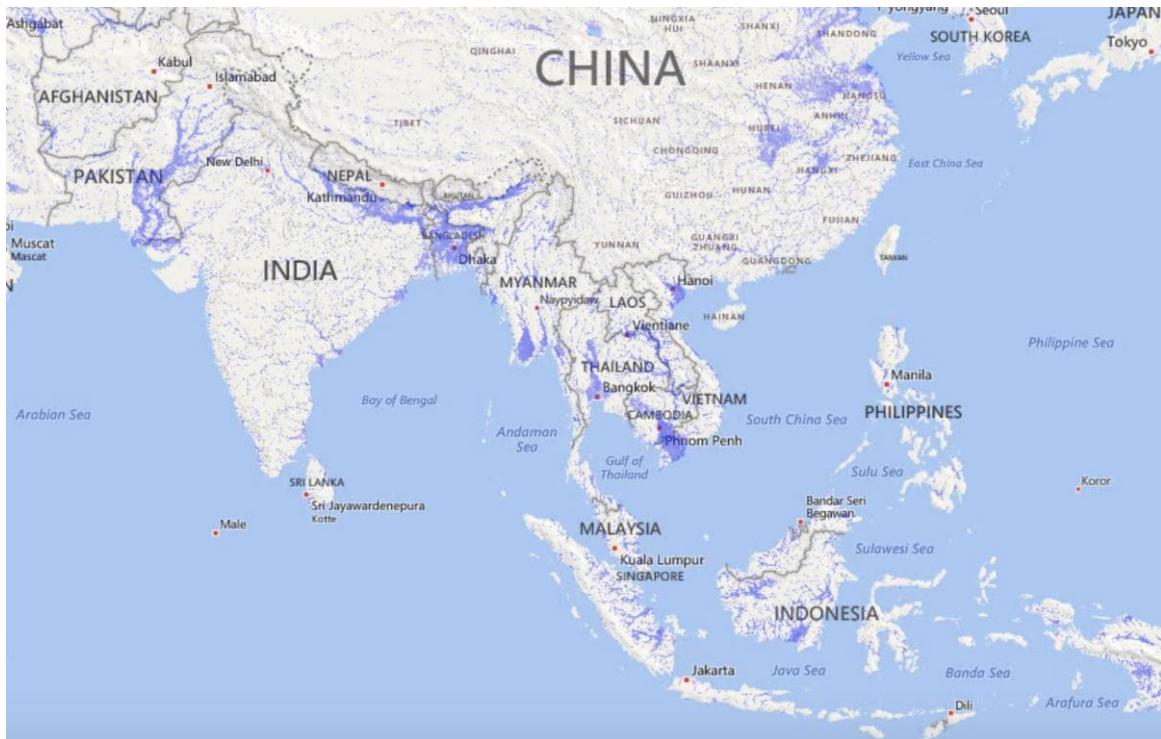 Ashgabat
NINGXIA
HUI
SHANXI
SHANDONG
Pyongyang
Seoul
JAPAN
SOUTH KOREA
Tokyo
Yellow Sea
Kabul
Islamabad
QINGHAI
CHINA
SHAANXI
HENAN
JIANGSU
AFGHANISTAN
ANHUI
TIBET
SICHUAN
HUBEI
CHONGQING
ZHEJIANG
East China Sea
New Delhi
PAKISTAN
NEPAL
JIANGXI
Kathmandu
BHUTAN
GUIZHOU
HUNAN
FUJIAN
BANGLADESH
GUANGXI
ZHUANG
YUNNAN
Muscat
Mascat
Dhaka
GUANGDONG
TAIWAN
INDIA
MYANMAR
Hanoi
Naypyidaw
LAOS
HAINAN
Vientiane
Philippine Sea
THAILAND
Manila
Bangkok
VIETNAM
Arabian Sea
Bay of Bengal
CAMBODIA
South China Sea
PHILIPPINES
Andaman
Sea
Phnom Penh
Gulf of
Thailand
Sulu Sea
SRI LANKA
Koror
Sri Jayawardenepura
Kotte
Bandar Seri
Begawan
Male
MALAYSIA
Sulawesi Sea
Kuala Lumpur
SINGAPORE
INDONESIA
Jakarta
Java Sea
Banda Sea
Dili
Arafura Sea